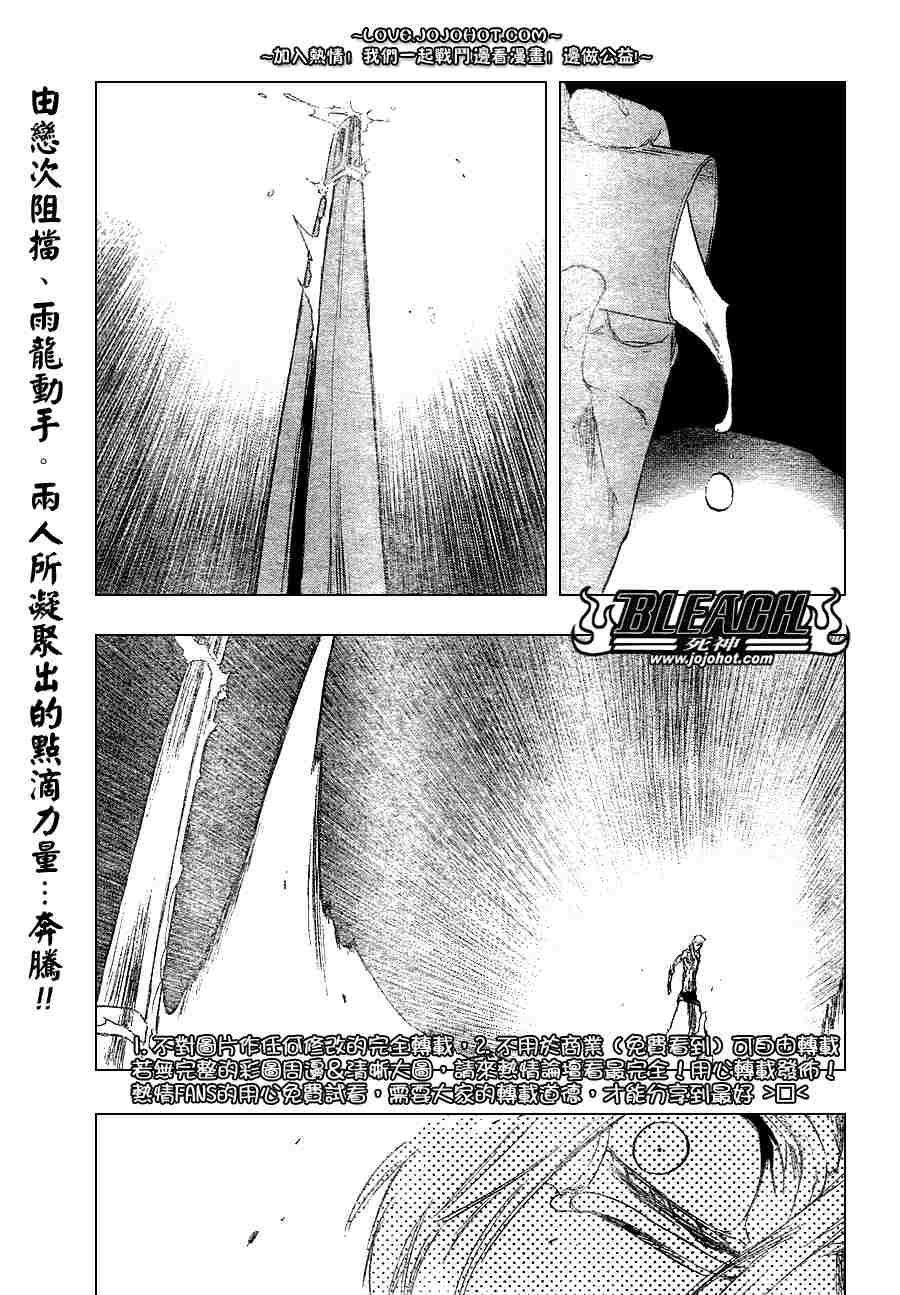 ~LOVE.JOJOHOT.COM~
~加入熱情! 我們一起戰鬥邊看漫畫! 邊做公益!~
由戀次阻擋、雨龍動手。兩人所凝聚出的點滴力量…奔騰!!
BLEACH
死神
TM
www.jojohot.com
1. 不對圖片作任何修改的完全轉載。2. 不用於商業（免費看到）可自由轉載
若無完整的彩圖周邊&清晰大圖，請來熱情論壇看最完全！用心轉載發佈！
熱情FANS的用心免費試看，需要大家的轉載道德，才能分享到最好 >口<